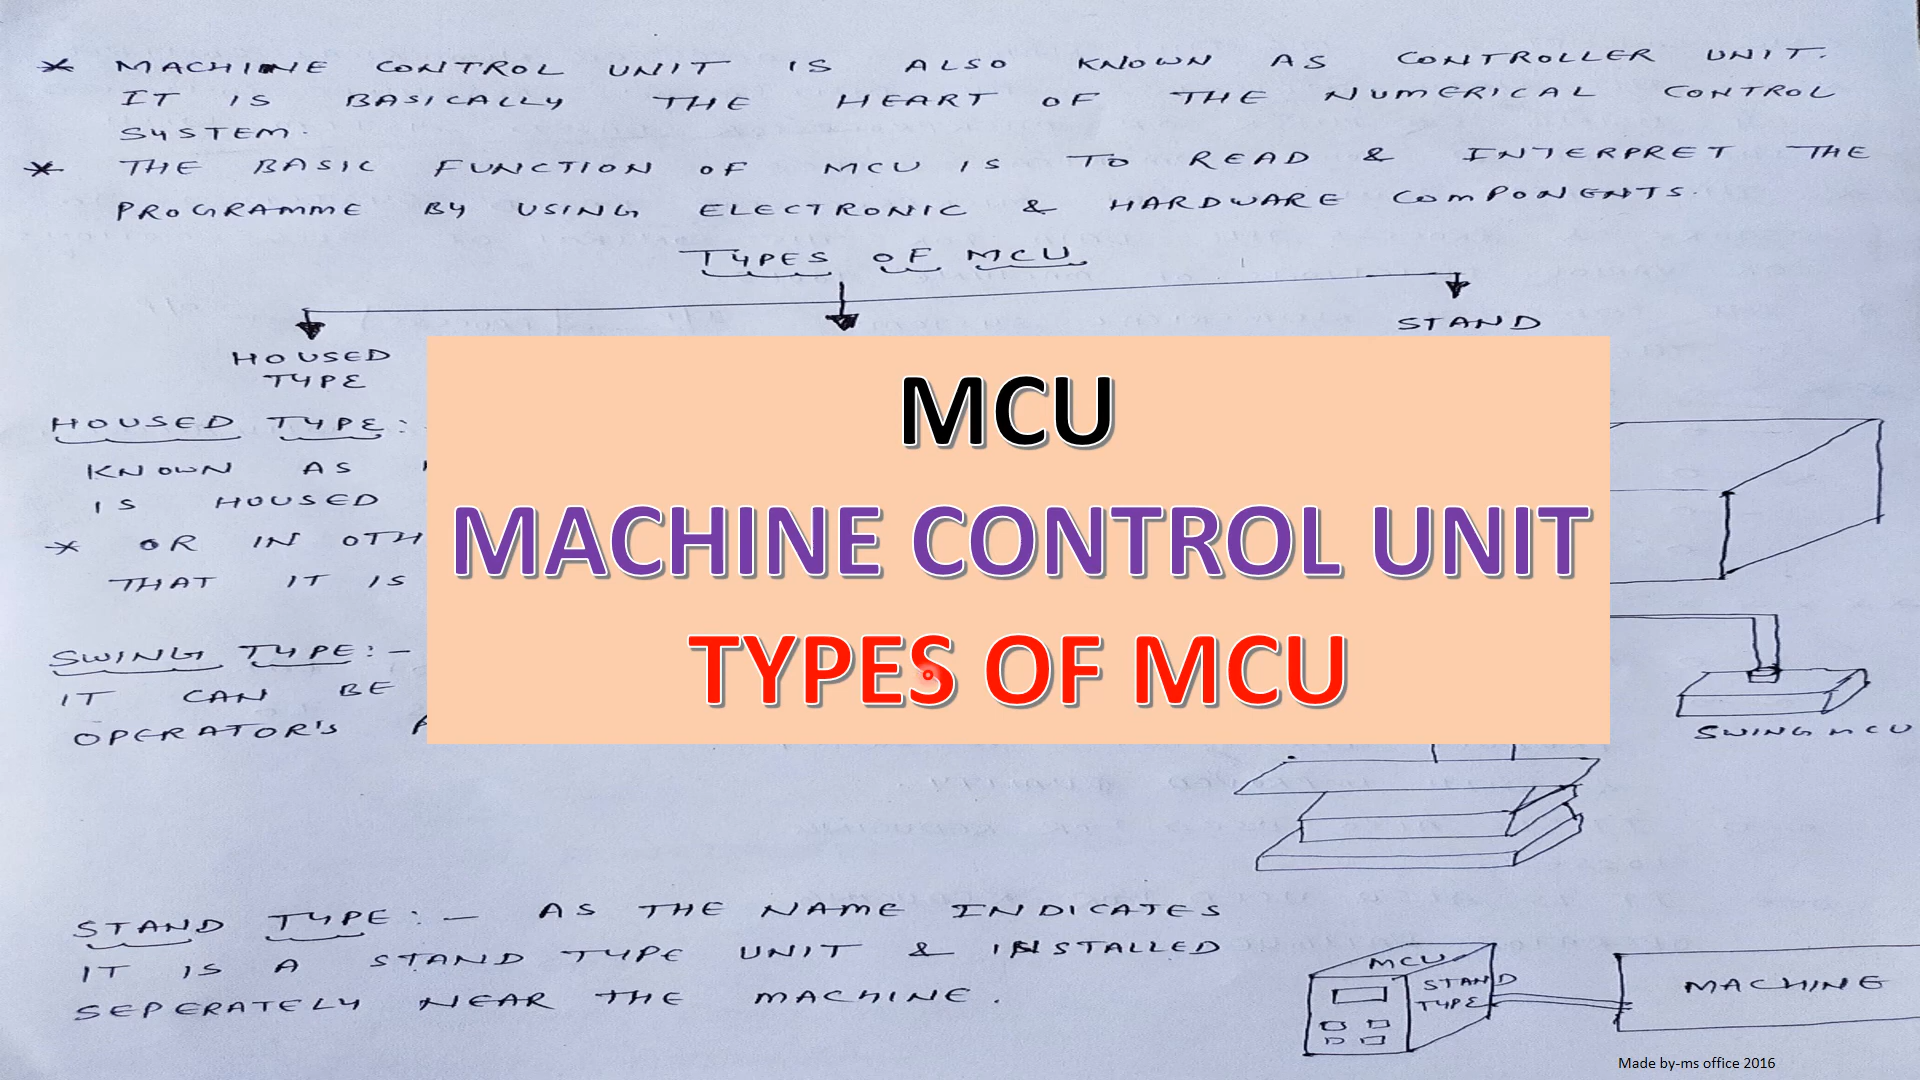 * MACHINE CONTROL UNIT IS ALSO KNOWN AS CONTROLLER UNIT.
IT IS BASICALLY THE HEART OF THE NUMERICAL CONTROL
SYSTEM.
* THE BASIC FUNCTION OF MCU IS TO READ & INTERPRET THE
PROGRAMME BY USING ELECTRONIC & HARDWARE COMPONENTS.
TYPES OF MCU
STAND
HOUSED
TYPE
MCU
MACHINE CONTROL UNIT
TYPES OF MCU
HOUSED TYPE:
KNOWN AS
IS HOUSED
* OR IN OTH
THAT IT IS
SWING TYPE:-
IT CAN BE
OPERATOR'S
SWING MCU
STAND TYPE:- AS THE NAME INDICATES
IT IS A STAND TYPE UNIT & INSTALLED
SEPERATELY NEAR THE MACHINE.
MCU
STAND
TYPE
MACHINE
Made by-ms office 2016